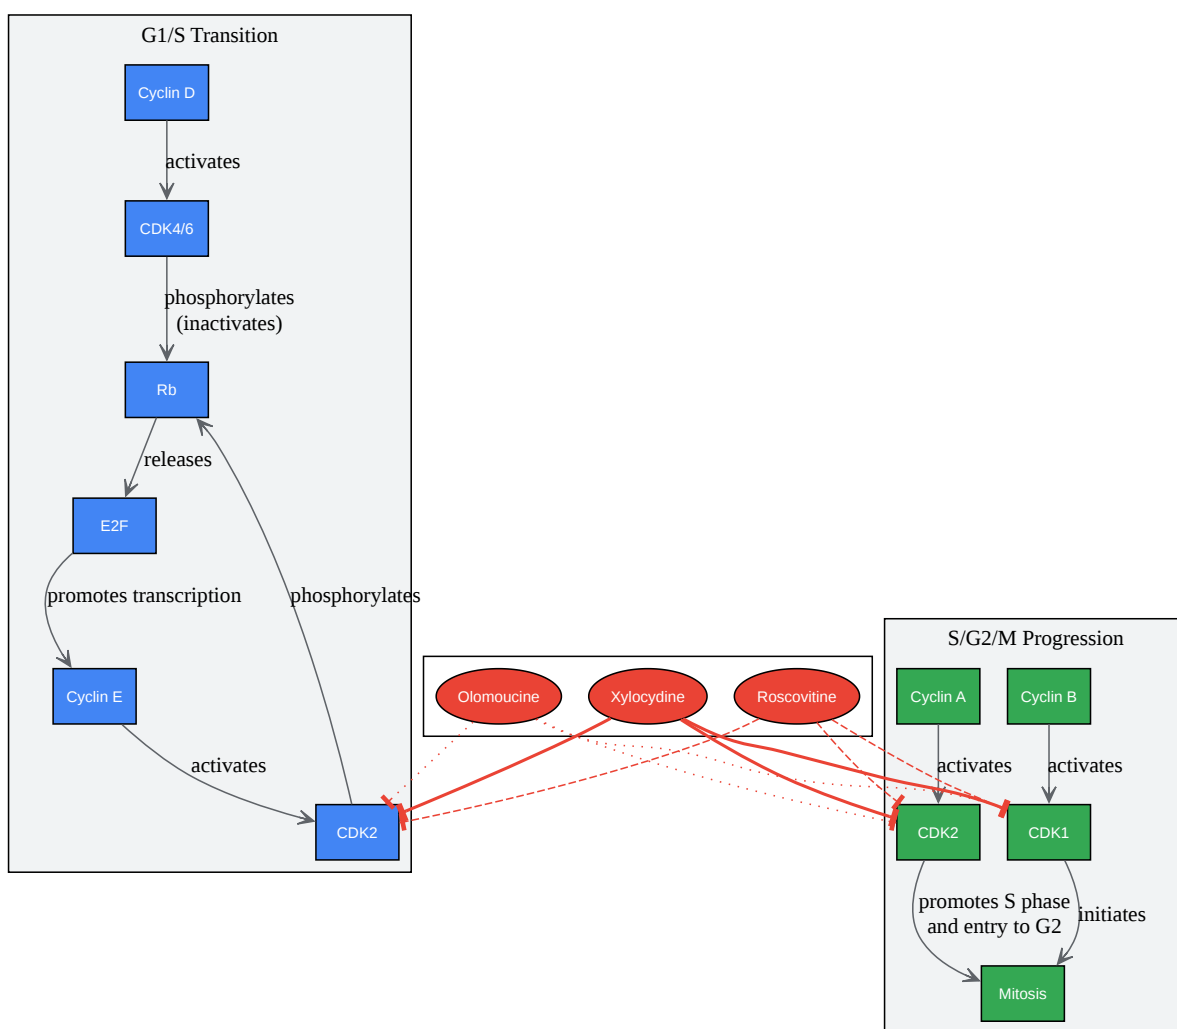 G1/S Transition
Cyclin D
activates
CDK4/6
phosphorylates
(inactivates)
Rb
releases
E2F
promotes transcription
phosphorylates
Cyclin E
activates
CDK2
Olomoucine
Xylocydine
Roscovitine
S/G2/M Progression
Cyclin A
Cyclin B
activates
activates
CDK2
CDK1
promotes S phase
and entry to G2
initiates
Mitosis